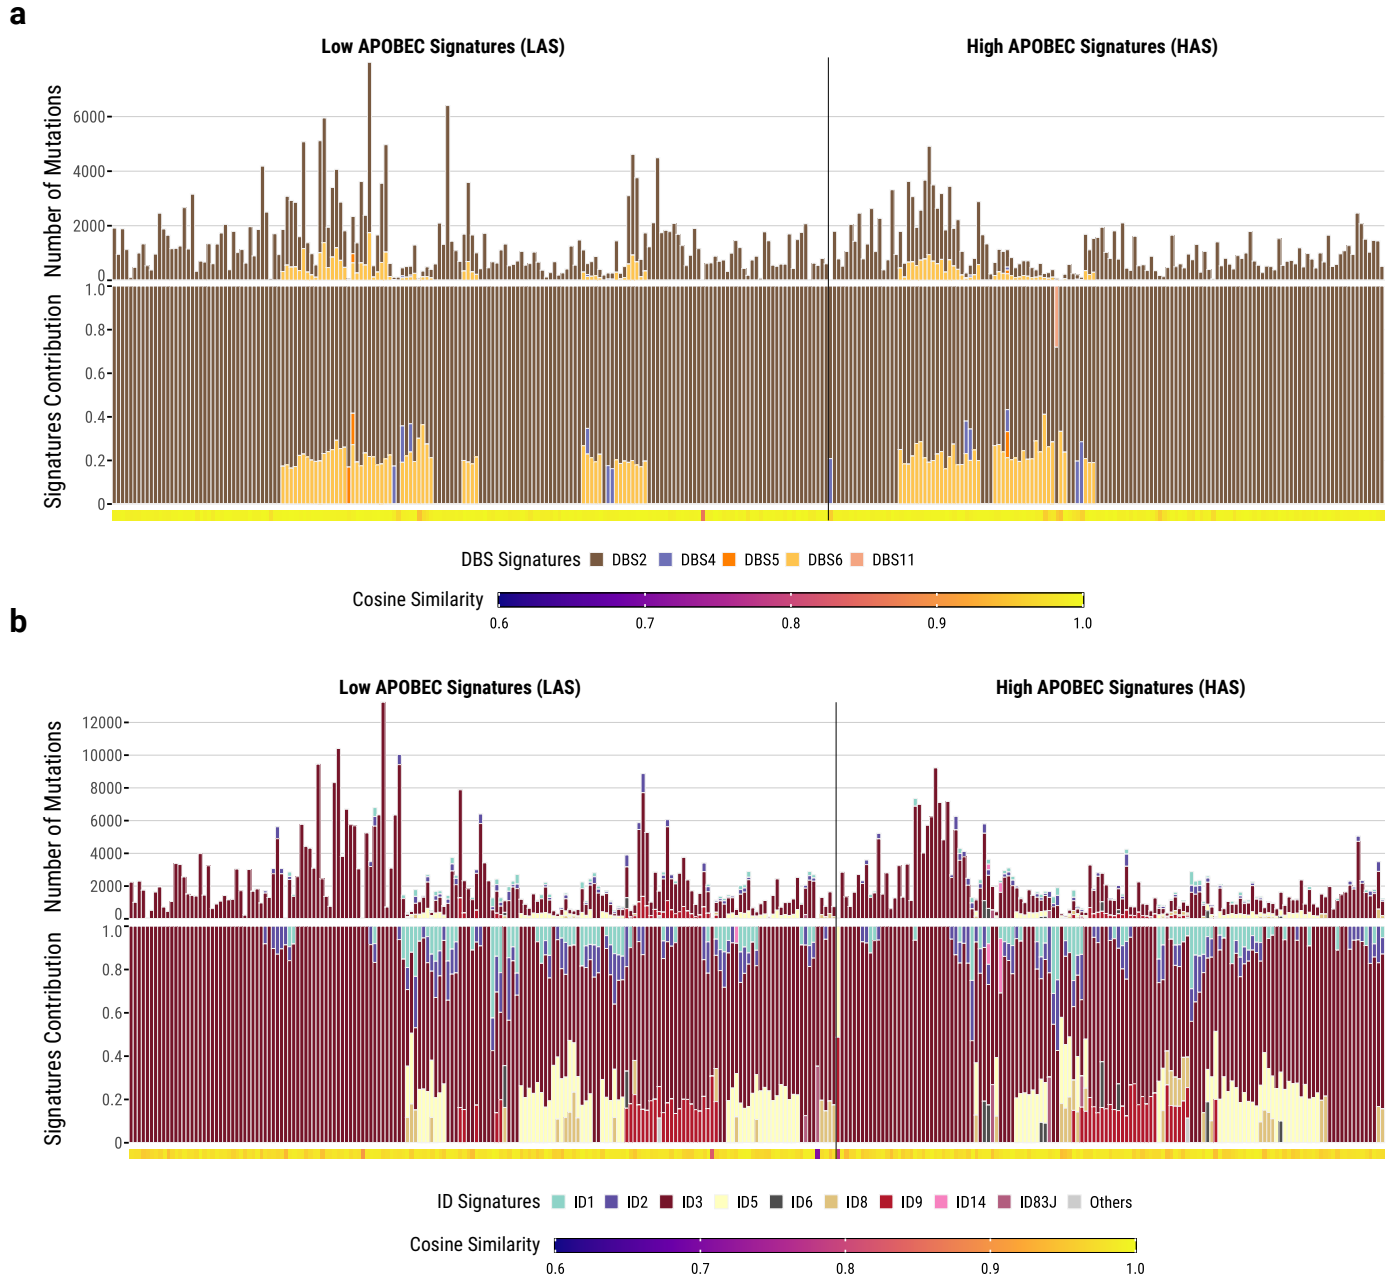 a
Low APOBEC Signatures (LAS)
High APOBEC Signatures (HAS)
Number of Mutations
6000
4000
2000
0
Signatures Contribution
1.0
0.8
0.6
0.4
0.2
0
DBS Signatures DBS2 DBS4 DBS5 DBS6 DBS11
Cosine Similarity
0.6 0.7 0.8 0.9 1.0
b
Low APOBEC Signatures (LAS)
High APOBEC Signatures (HAS)
Number of Mutations
12000
10000
8000
6000
4000
2000
0
Signatures Contribution
1.0
0.8
0.6
0.4
0.2
0
ID Signatures ID1 ID2 ID3 ID5 ID6 ID8 ID9 ID14 ID83J Others
Cosine Similarity
0.6 0.7 0.8 0.9 1.0